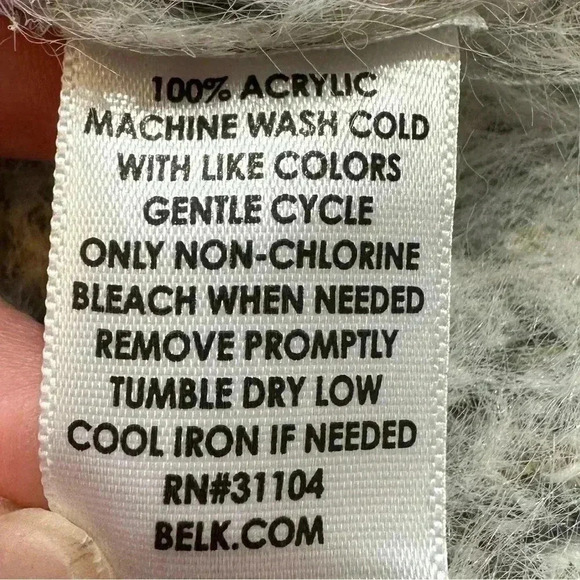 100% ACRYLIC
MACHINE WASH COLD
WITH LIKE COLORS
GENTLE CYCLE
ONLY NON-CHLORINE
BLEACH WHEN NEEDED
REMOVE PROMPTLY
TUMBLE DRY LOW
COOL IRON IF NEEDED
RN#31104
BELK.COM